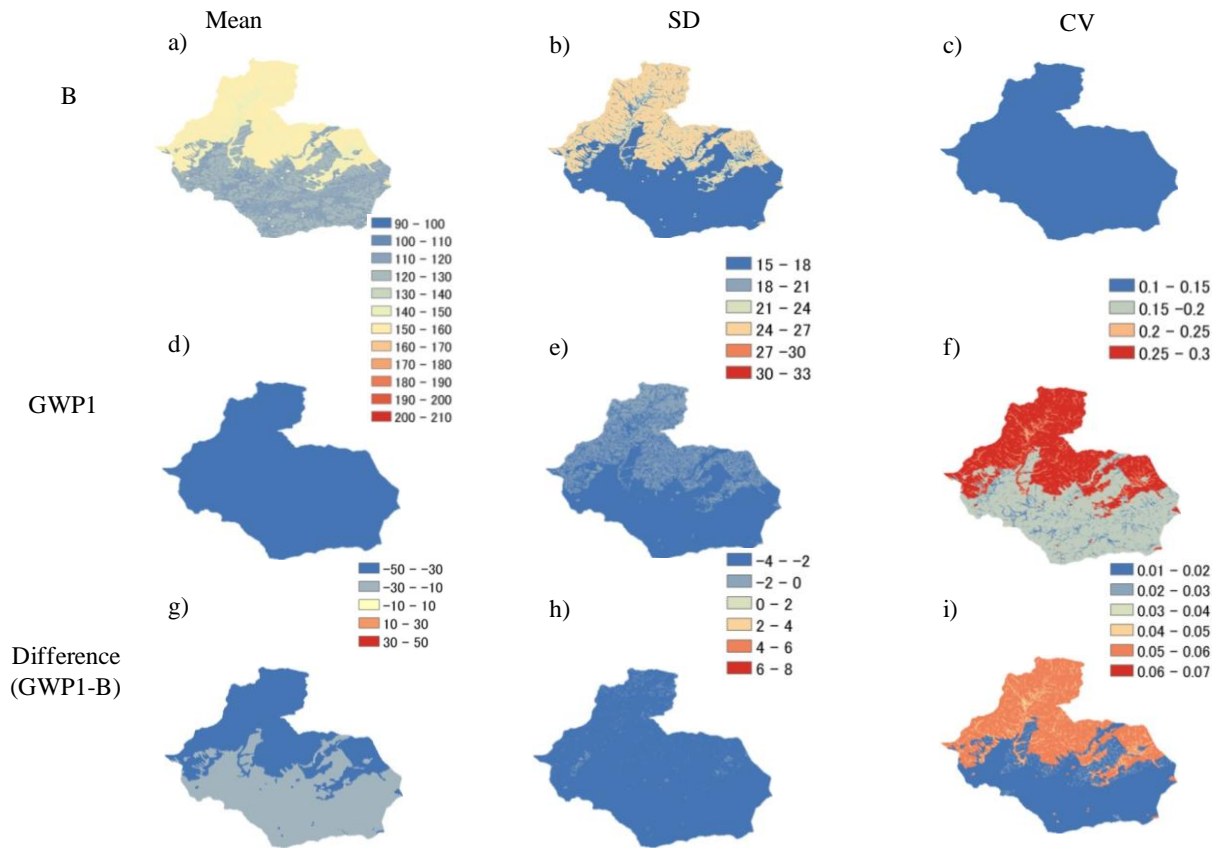 Mean
SD
CV
a)
b)
c)
B
90 – 100
100 – 110
110 – 120
120 – 130
130 – 140
140 – 150
150 – 160
160 – 170
170 – 180
180 – 190
190 – 200
200 – 210
15 – 18
18 – 21
21 – 24
24 – 27
27 –30
30 – 33
0.1 – 0.15
0.15 –0.2
0.2 – 0.25
0.25 – 0.3
d)
e)
f)
GWP1
-50 – -30
-30 – -10
-10 – 10
10 – 30
30 – 50
-4 – -2
-2 – 0
0 – 2
2 – 4
4 – 6
6 – 8
0.01 – 0.02
0.02 – 0.03
0.03 – 0.04
0.04 – 0.05
0.05 – 0.06
0.06 – 0.07
g)
h)
i)
Difference
(GWP1-B)